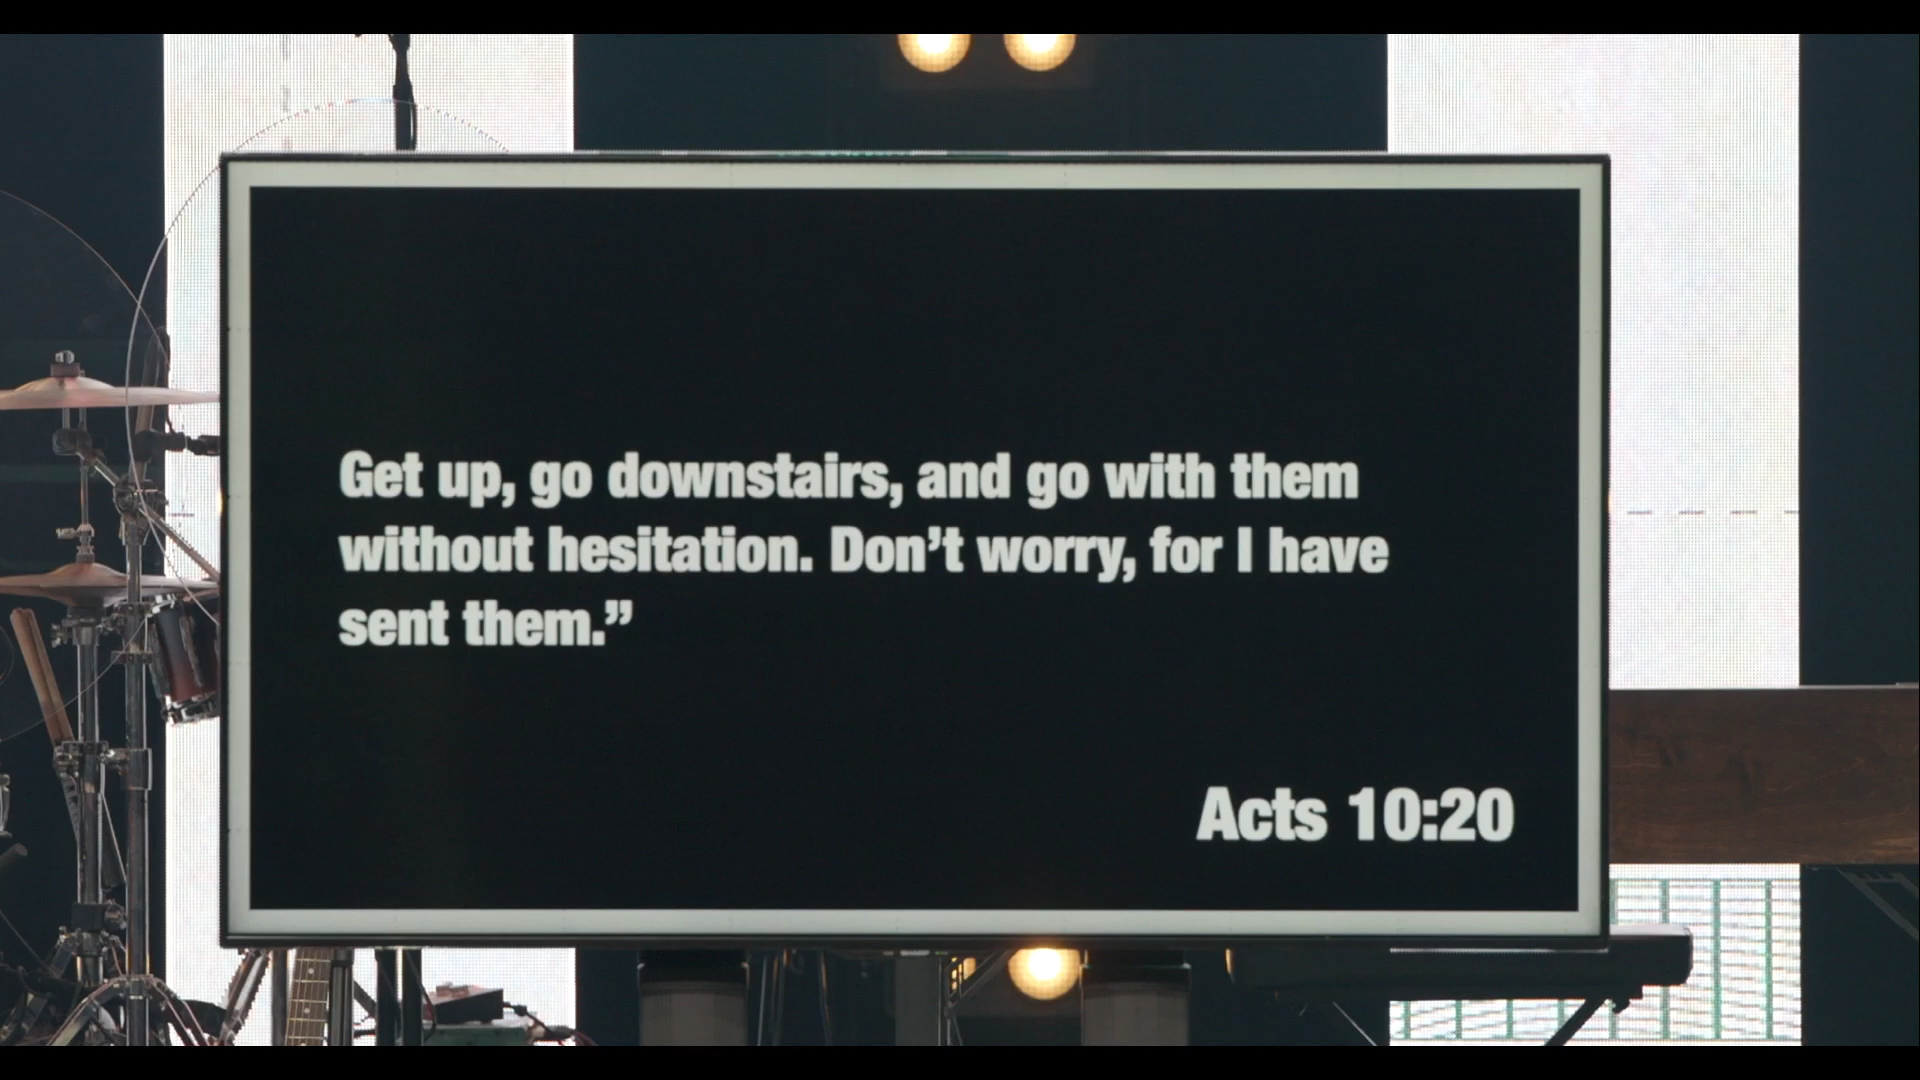 Get up, go downstairs, and go with them
without hesitation. Don’t worry, for I have
sent them.”
Acts 10:20